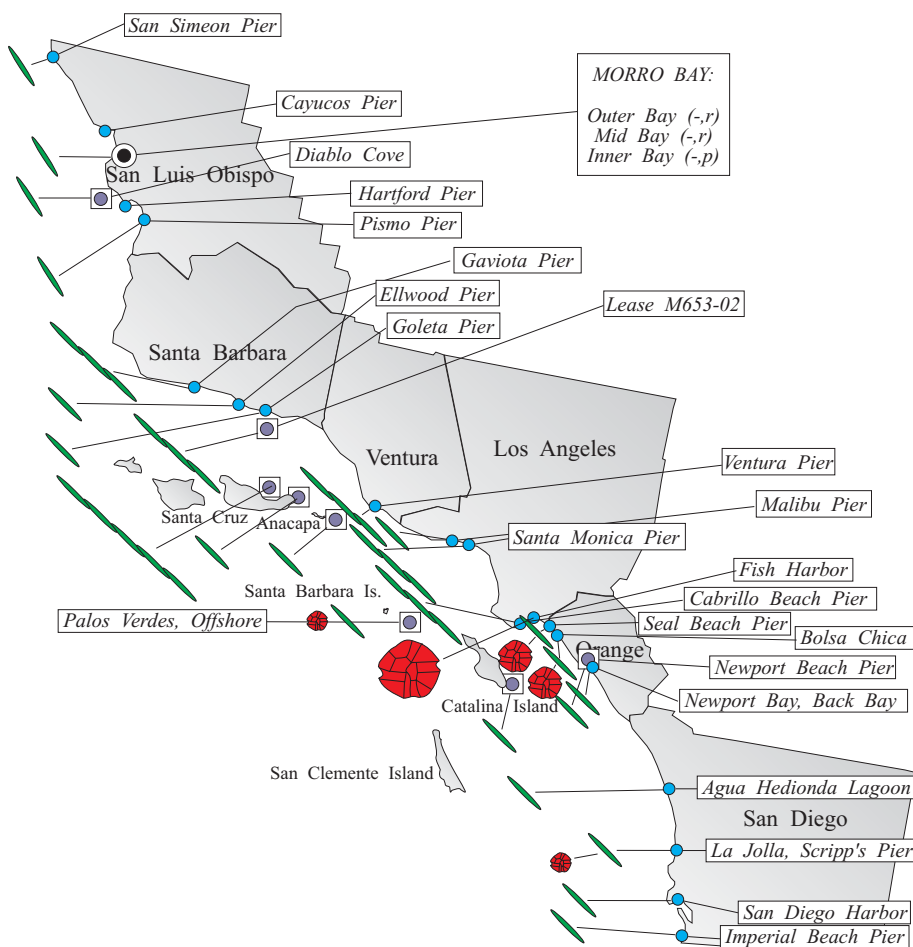 San Simeon Pier
MORRO BAY:
Outer Bay (-,r)
Mid Bay (-,r)
Inner Bay (-,p)
Cayucos Pier
Diablo Cove
San Luis Obispo
Hartford Pier
Pismo Pier
Gaviota Pier
Ellwood Pier
Lease M653-02
Goleta Pier
Santa Barbara
Los Angeles
Ventura
Ventura Pier
Malibu Pier
Santa Cruz
Anacapa
Santa Monica Pier
Fish Harbor
Santa Barbara Is.
Cabrillo Beach Pier
Palos Verdes, Offshore
Seal Beach Pier
Bolsa Chica
Orange
Newport Beach Pier
Newport Bay, Back Bay
Catalina Island
San Clemente Island
Agua Hedionda Lagoon
San Diego
La Jolla, Scripp's Pier
San Diego Harbor
Imperial Beach Pier